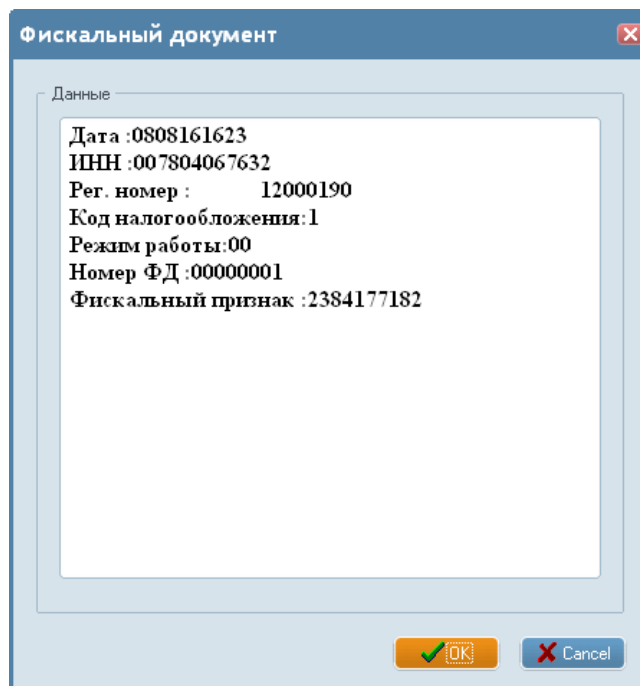 Фискальный документ
Данные
Дата :0808161623
ИНН :007804067632
Рег. номер : 12000190
Код налогообложения:1
Режим работы:00
Номер ФД :00000001
Фискальный признак :2384177182
OK
Cancel